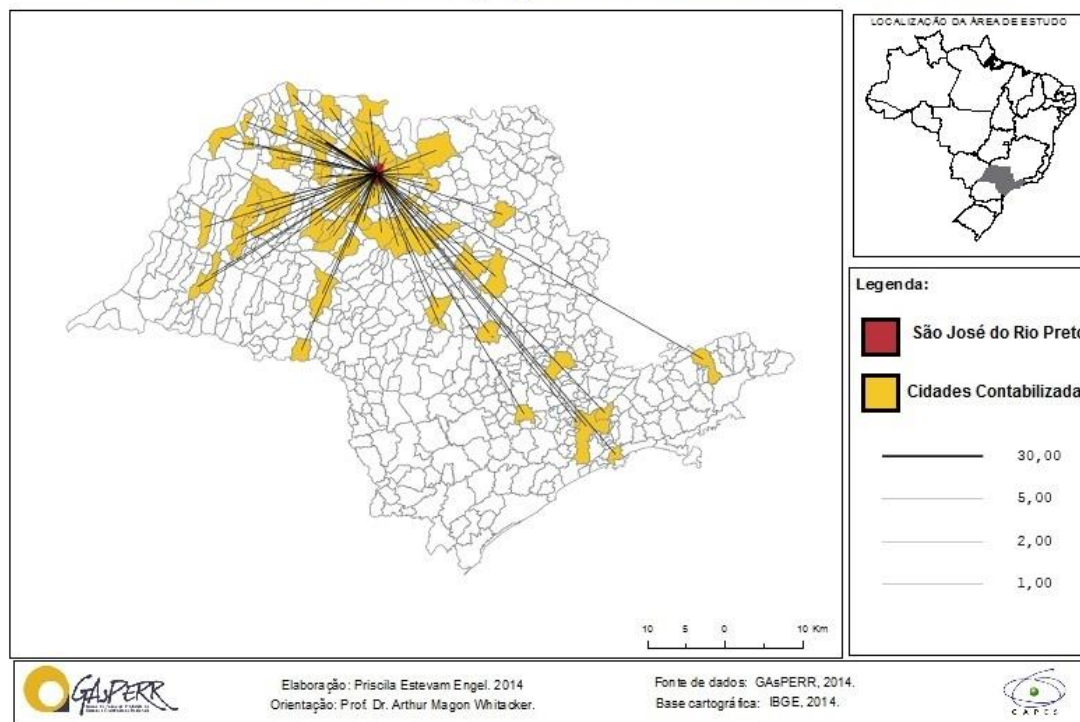 LOCALIZAÇÃO DA ÁREA DE ESTUDO
Legenda:
São José do Rio Preto
Cidades Contabilizada
30,00
5,00
2,00
1,00
10 5 0 10 Km
GAsPERR
Elaboração: Priscila Estevam Engel. 2014
Orientação: Prof. Dr. Arthur Magon Whitacker.
Fonte de dados: GAsPERR, 2014.
Base cartográfica: IBGE, 2014.
CAPES